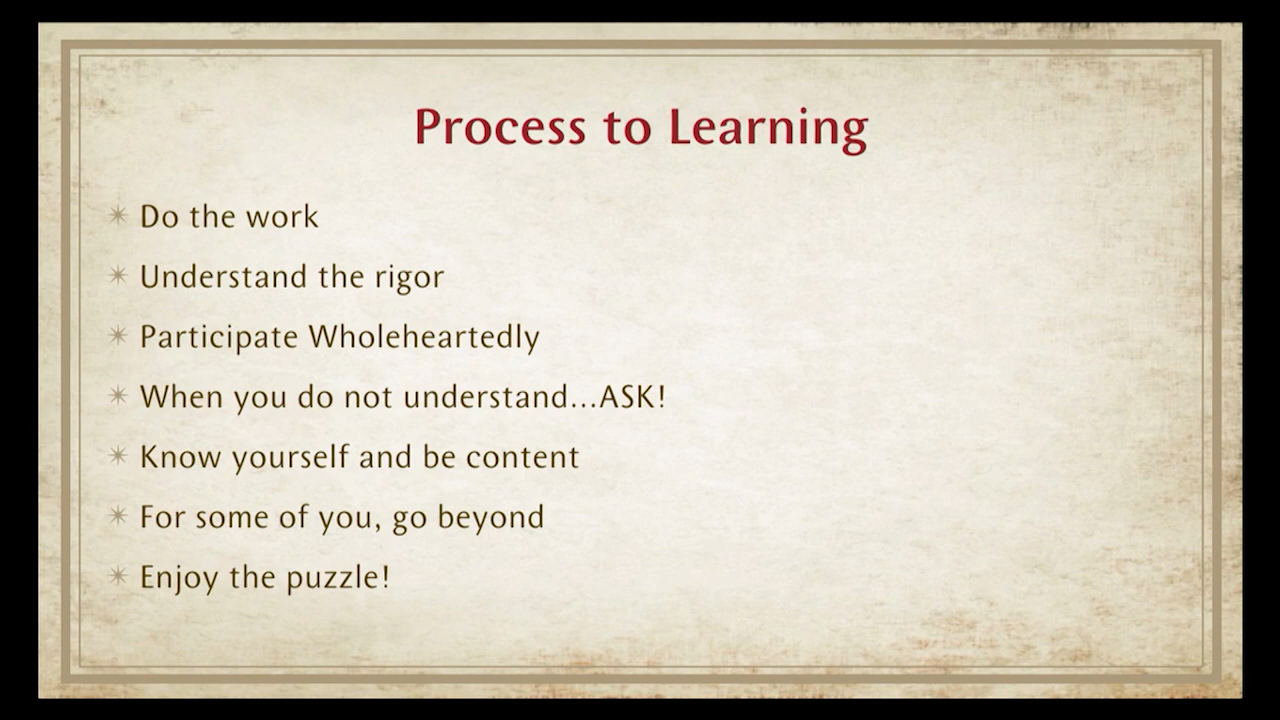 Process to Learning
Do the work
Understand the rigor
Participate Wholeheartedly
When you do not understand...ASK!
Know yourself and be content
For some of you, go beyond
Enjoy the puzzle!